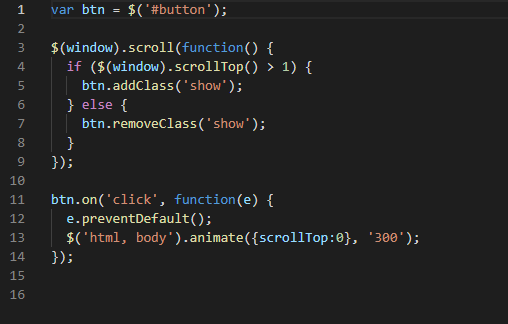 1 var btn = $('#button');
2
3 $(window).scroll(function() {
4   if ($(window).scrollTop() > 1) {
5     btn.addClass('show');
6   } else {
7     btn.removeClass('show');
8   }
9 });
10
11 btn.on('click', function(e) {
12   e.preventDefault();
13   $('html, body').animate({scrollTop:0}, '300');
14 });
15
16